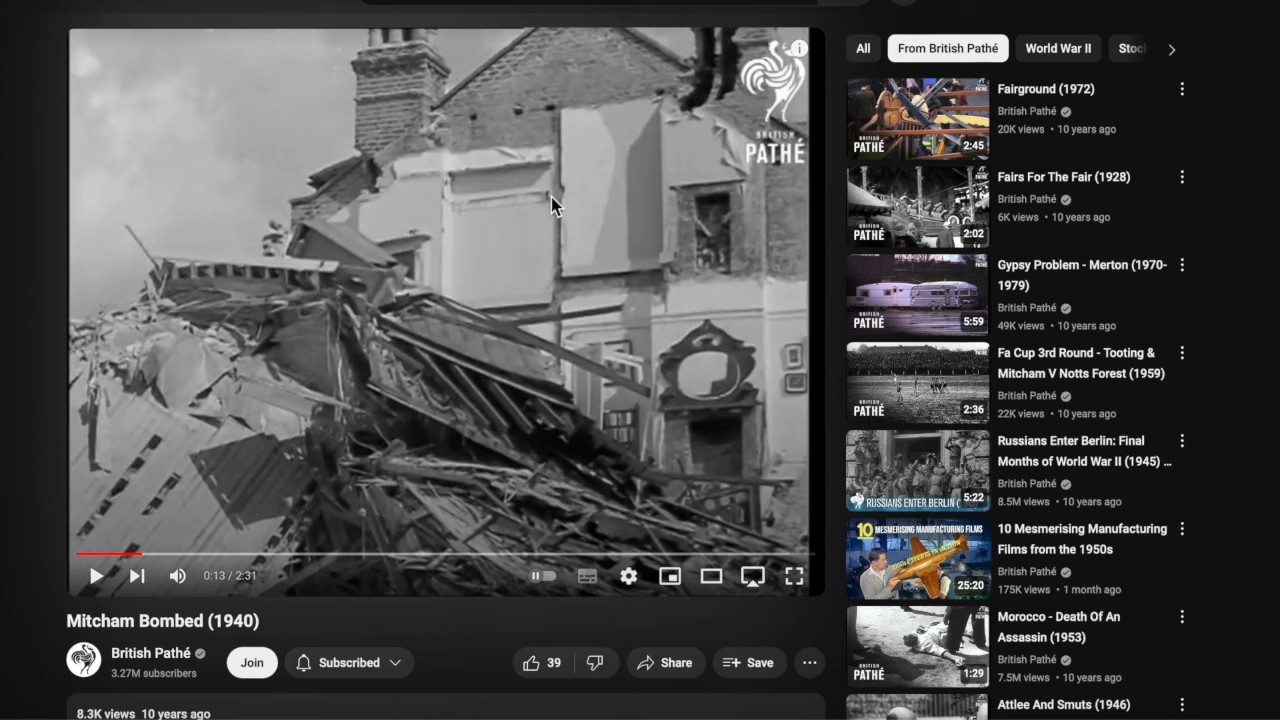 BRITISH
PATHÉ
0:13 / 2:31
Mitcham Bombed (1940)
British Pathé
3.27M subscribers
Join
Subscribed
39
Share
Save
8.3K views 10 years ago
All
From British Pathé
World War II
Stoc
BRITISH
PATHÉ
2:45
Fairground (1972)
British Pathé
20K views • 10 years ago
BRITISH
PATHÉ
2:02
Fairs For The Fair (1928)
British Pathé
6K views • 10 years ago
BRITISH
PATHÉ
5:59
Gypsy Problem - Merton (1970-
1979)
British Pathé
49K views • 10 years ago
BRITISH
PATHÉ
2:36
Fa Cup 3rd Round - Tooting &
Mitcham V Notts Forest (1959)
British Pathé
22K views • 10 years ago
RUSSIANS ENTER BERLIN (
5:22
Russians Enter Berlin: Final
Months of World War II (1945) ...
British Pathé
8.5M views • 10 years ago
10 MESMERISING MANUFACTURING FILMS
25:20
10 Mesmerising Manufacturing
Films from the 1950s
British Pathé
175K views • 1 month ago
BRITISH
PATHÉ
1:29
Morocco - Death Of An
Assassin (1953)
British Pathé
7.5M views • 10 years ago
Attlee And Smuts (1946)